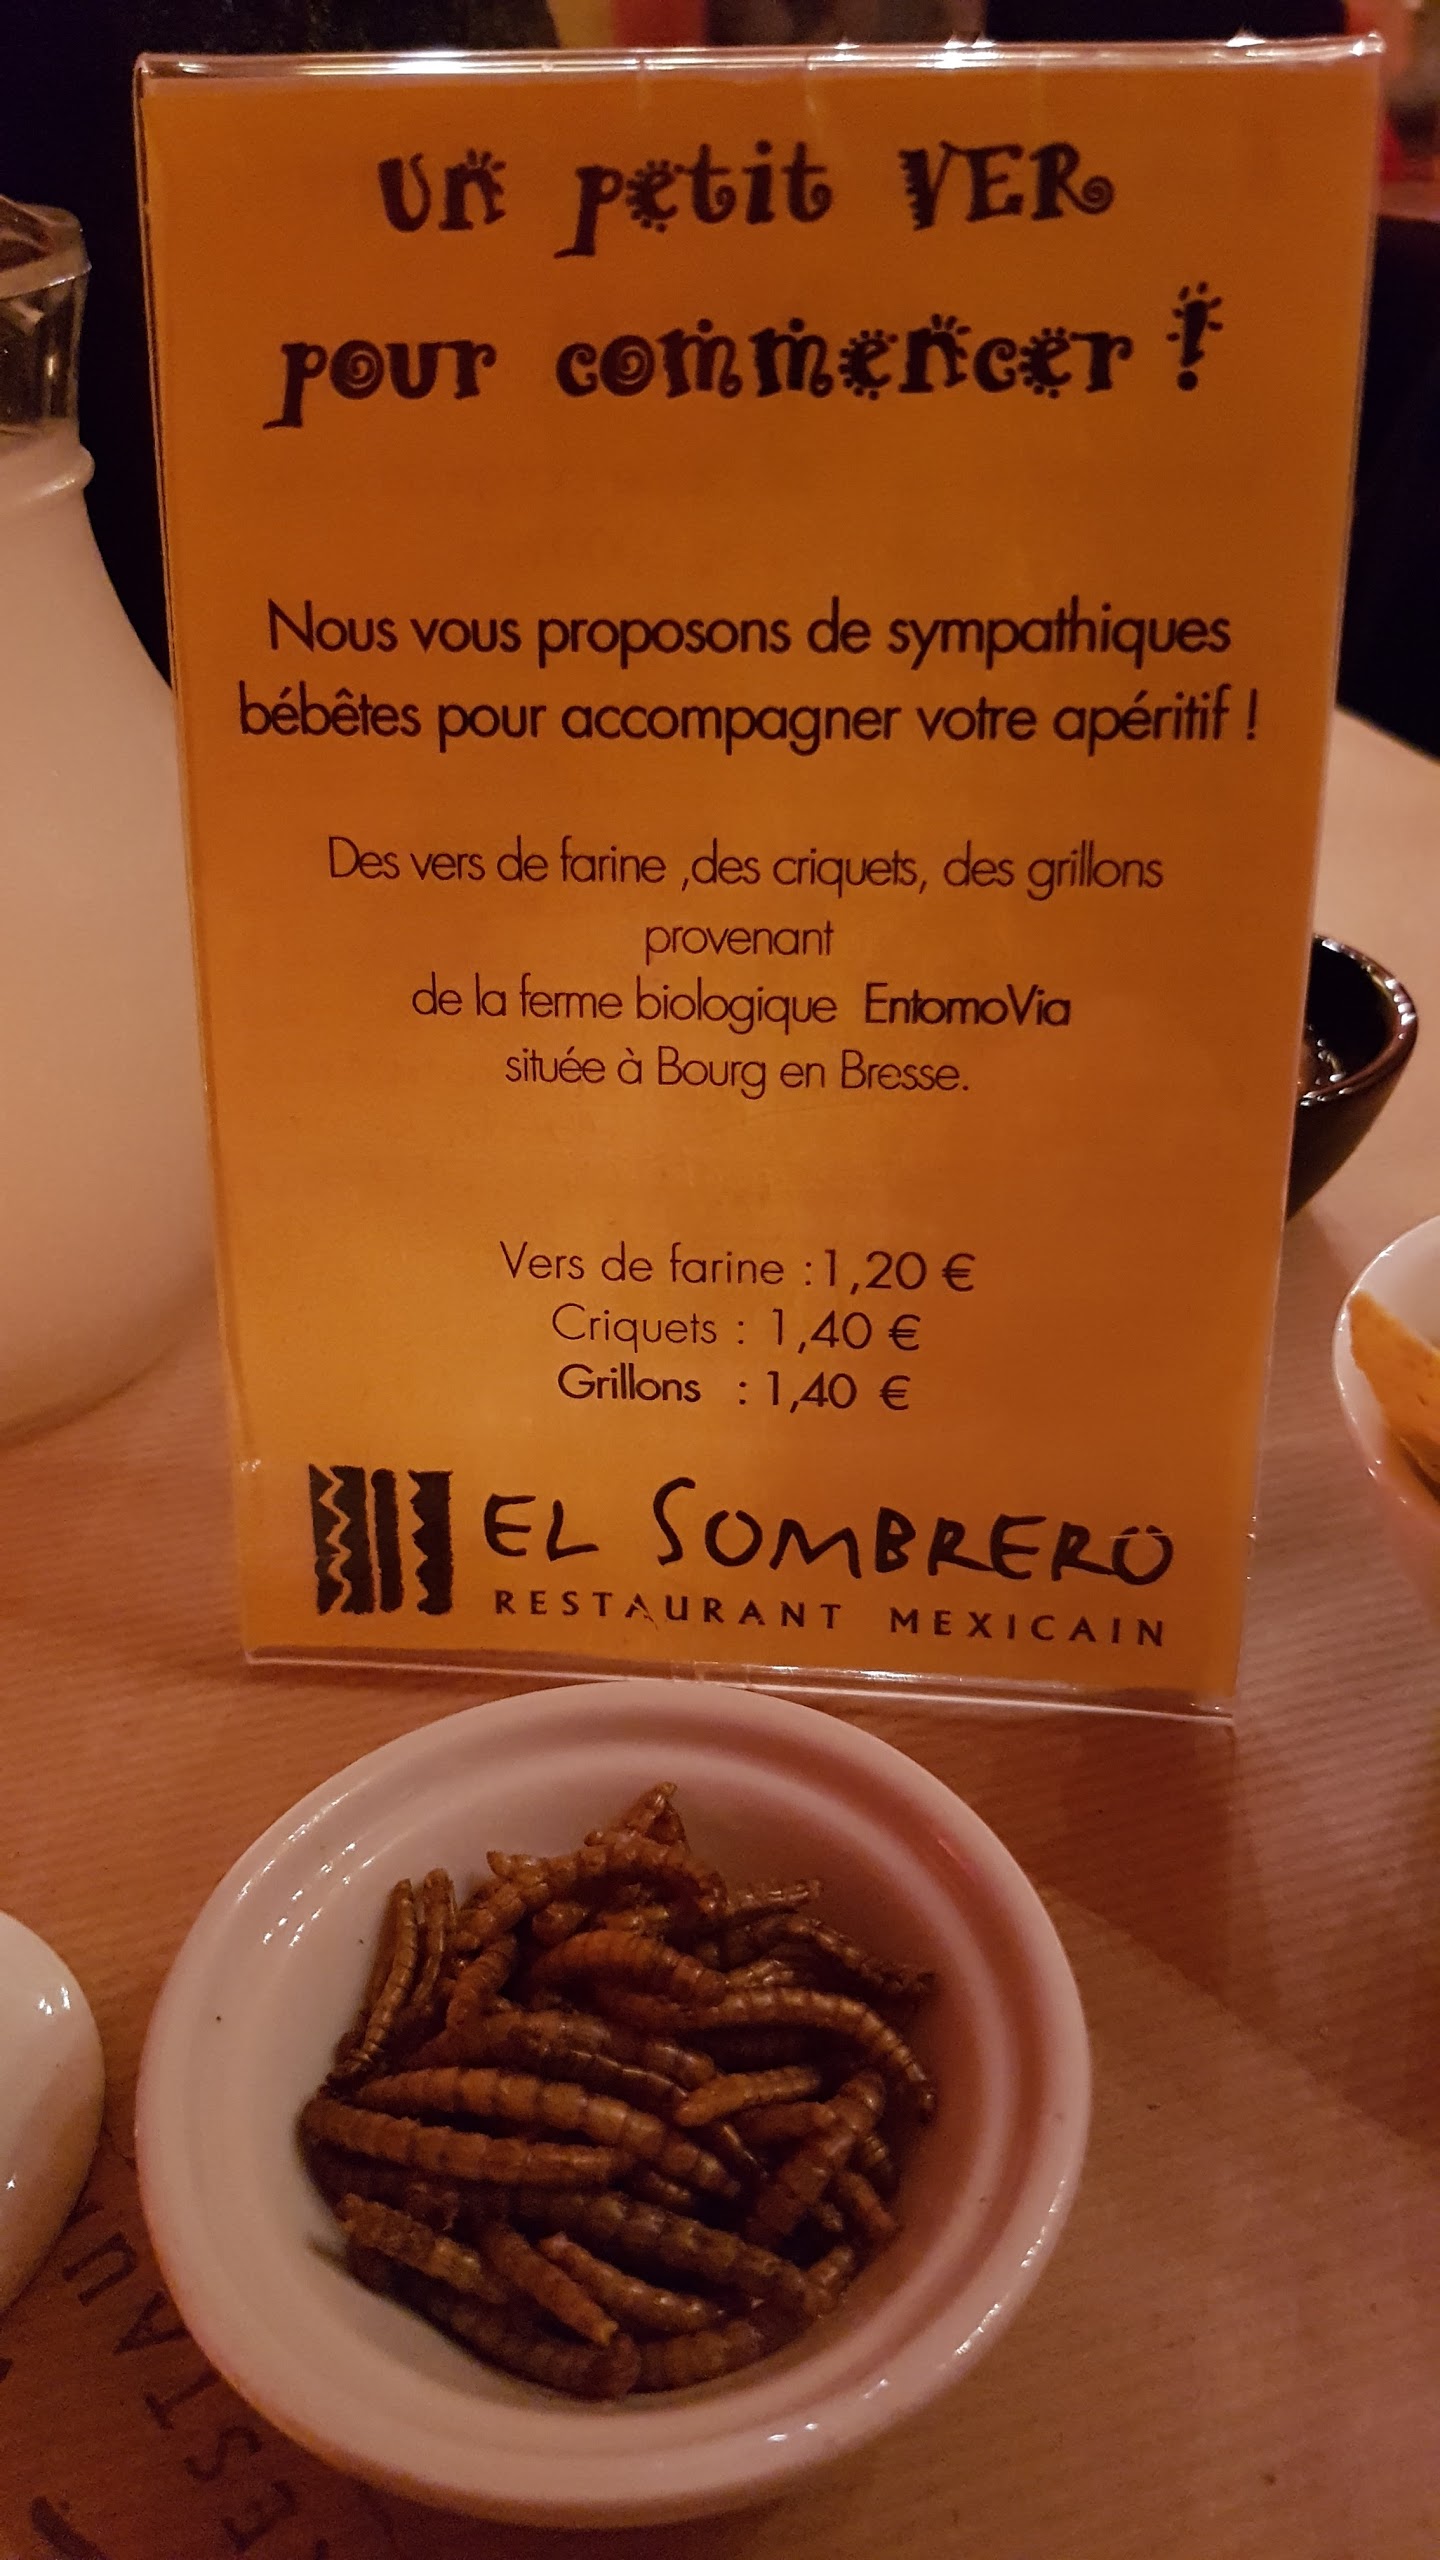 Un petit VER
pour commencer !
Nous vous proposons de sympathiques
bébêtes pour accompagner votre apéritif !
Des vers de farine ,des criquets, des grillons
provenant
de la ferme biologique EntomoVia
située à Bourg en Bresse.
Vers de farine :1,20 €
Criquets : 1,40 €
Grillons : 1,40 €
EL SOMBRERO
RESTAURANT MEXICAIN